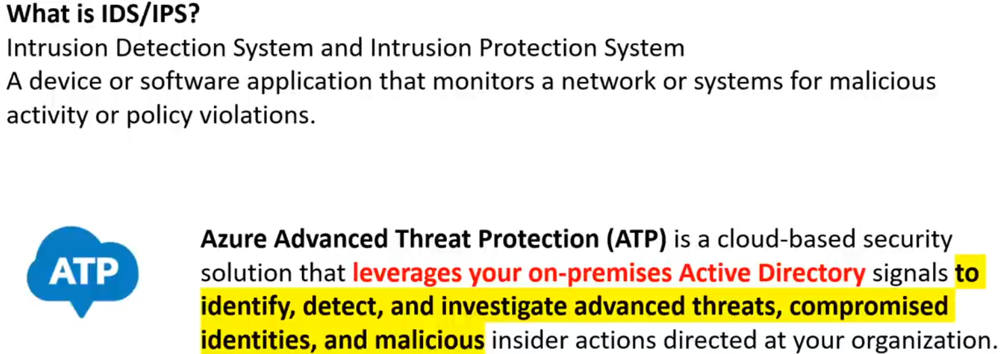 What is IDS/IPS?
Intrusion Detection System and Intrusion Protection System
A device or software application that monitors a network or systems for malicious
activity or policy violations.
ATP
Azure Advanced Threat Protection (ATP) is a cloud-based security
solution that leverages your on-premises Active Directory signals to
identify, detect, and investigate advanced threats, compromised
identities, and malicious insider actions directed at your organization.